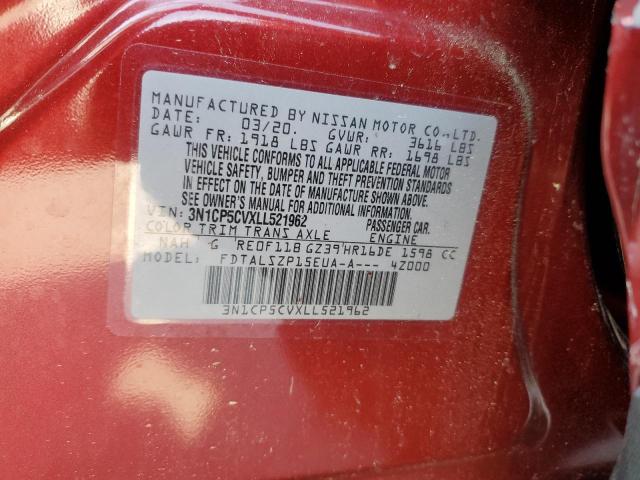 MANUFACTURED BY NISSAN MOTOR CO.,LTD.
DATE: 03/20. GVWR: 3616 LBS
GAWR FR: 1918 LBS GAWR RR: 1698 LBS
THIS VEHICLE CONFORMS TO ALL APPLICABLE FEDERAL MOTOR
VEHICLE SAFETY, BUMPER AND THEFT PREVENTION STANDARDS
IN EFFECT ON THE DATE OF MANUFACTURE SHOWN ABOVE.
SEE OWNER'S MANUAL FOR ADDITIONAL INFORMATION.
VIN: 3N1CP5CVXLL521962 PASSENGER CAR.
COLOR TRIM TRANS AXLE ENGINE
NAH G RE0F11B GZ39 HR16DE 1598 CC
MODEL: FDTALSZP15EUA-A--- 4Z000
3N1CP5CVXLL521962